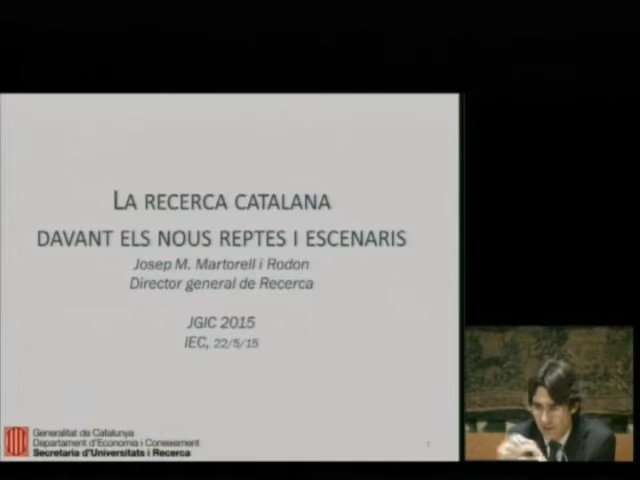 LA RECERCA CATALANA
DAVANT ELS NOUS REPTES I ESCENARIS
Josep M. Martorell i Rodon
Director general de Recerca
JGIC 2015
IEC, 22/5/15
Generalitat de Catalunya
Departament d'Economia i Coneixement
Secretaria d'Universitats i Recerca
1